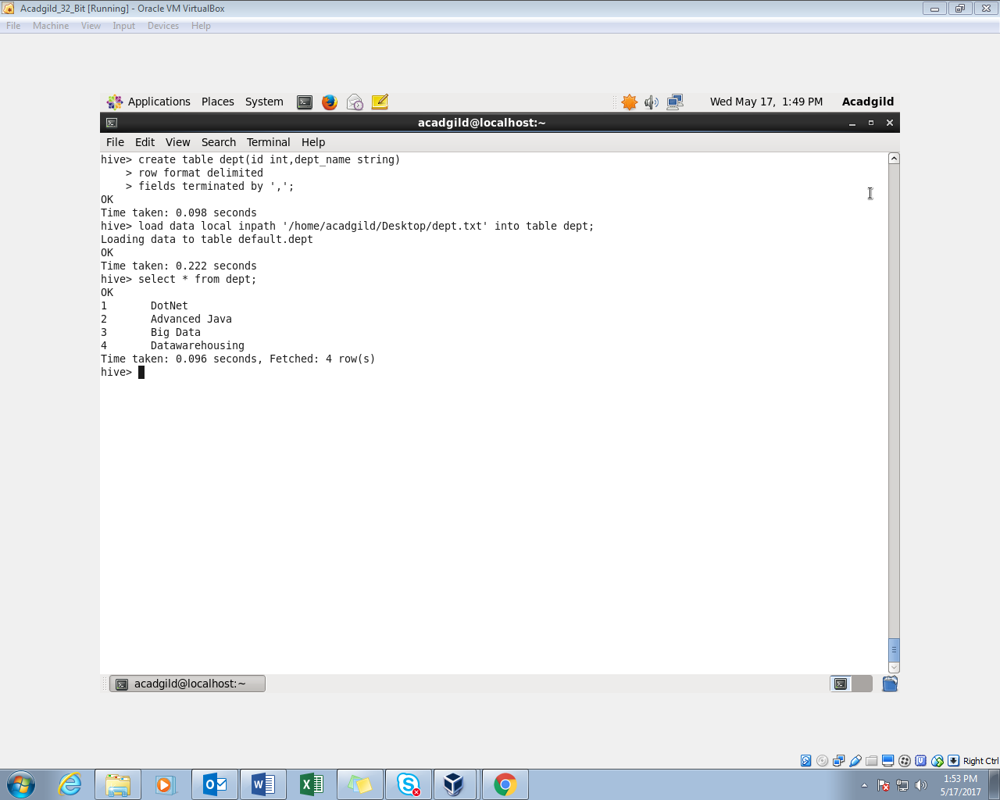 Acadgild_32_Bit [Running] - Oracle VM VirtualBox
File Machine View Input Devices Help
Applications Places System Wed May 17, 1:49 PM Acadgild
acadgild@localhost:~
File Edit View Search Terminal Help
hive> create table dept(id int,dept_name string)
    > row format delimited
    > fields terminated by ',';
OK
Time taken: 0.098 seconds
hive> load data local inpath '/home/acadgild/Desktop/dept.txt' into table dept;
Loading data to table default.dept
OK
Time taken: 0.222 seconds
hive> select * from dept;
OK
1       DotNet
2       Advanced Java
3       Big Data
4       Datawarehousing
Time taken: 0.096 seconds, Fetched: 4 row(s)
hive>
acadgild@localhost:~
Right Ctrl
1:53 PM
5/17/2017